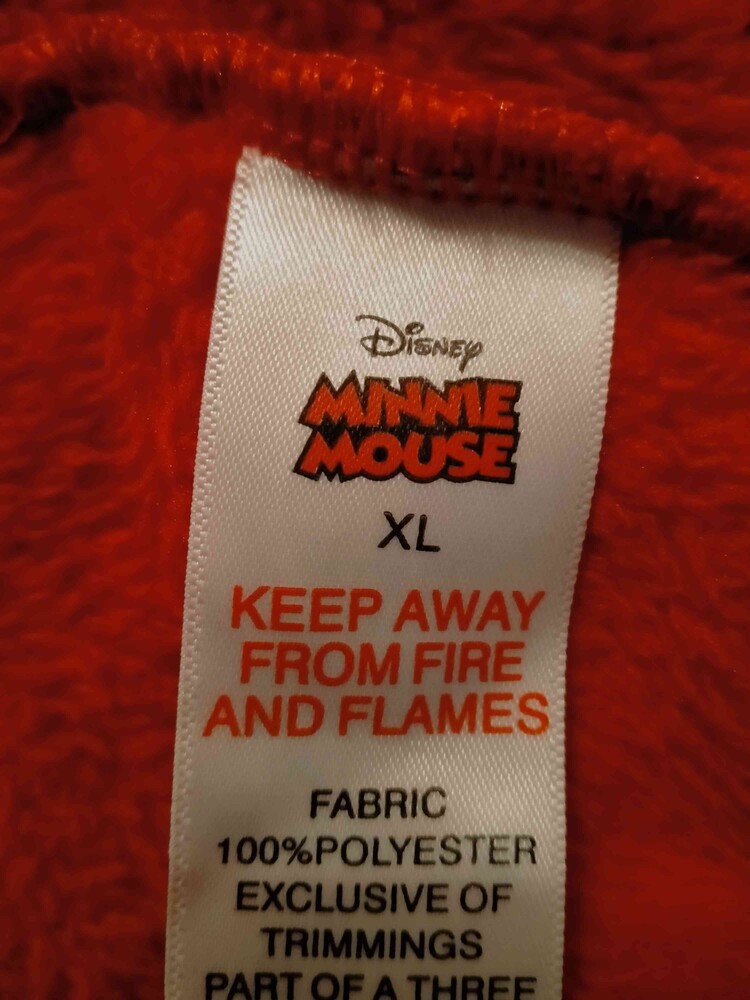 Disney
MINNIE
MOUSE
XL
KEEP AWAY
FROM FIRE
AND FLAMES
FABRIC
100%POLYESTER
EXCLUSIVE OF
TRIMMINGS
PART OF A THREE